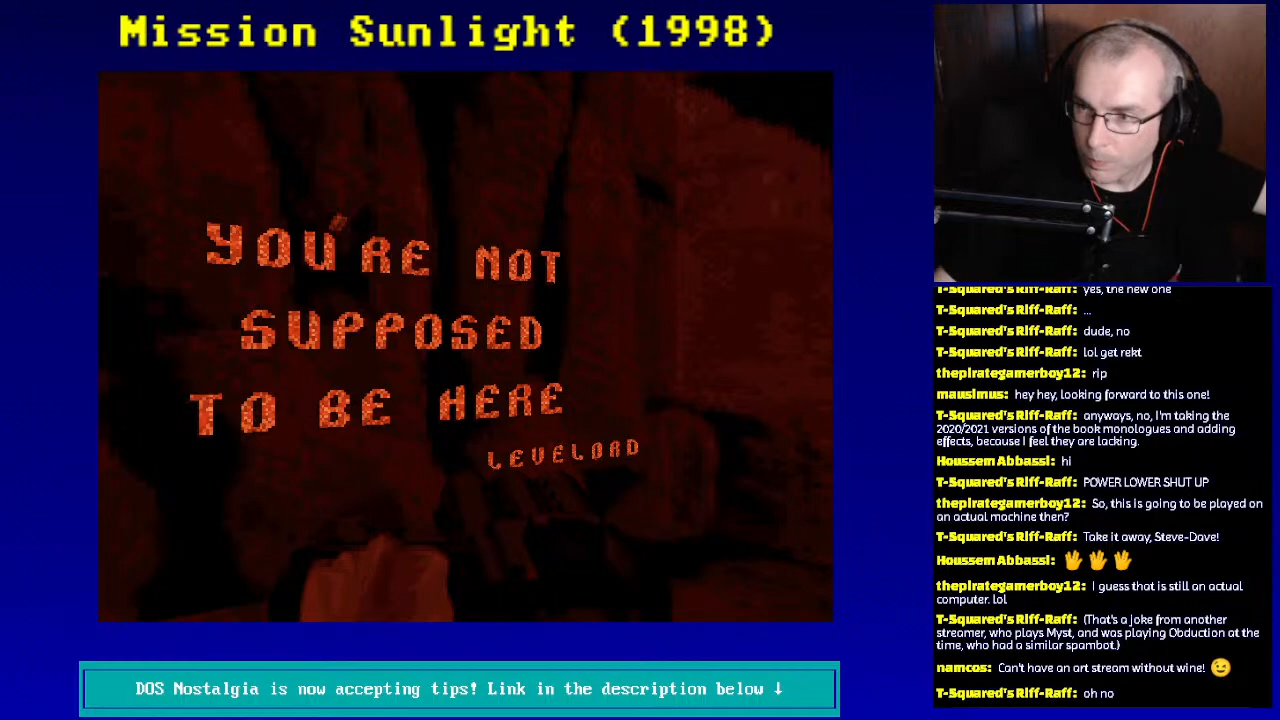 Mission Sunlight (1998)
YOU'RE NOT
SUPPOSED
TO BE HERE
LEVELORD
DOS Nostalgia is now accepting tips! Link in the description below ↓
T-Squared's Riff-Raff: yes, the new one
T-Squared's Riff-Raff: ...
T-Squared's Riff-Raff: dude, no
T-Squared's Riff-Raff: lol get rekt
thepirategamerboy12: rip
mausimus: hey hey, looking forward to this one!
T-Squared's Riff-Raff: anyways, no, I'm taking the
2020/2021 versions of the book monologues and adding
effects, because I feel they are lacking.
Houssem Abbassi: hi
T-Squared's Riff-Raff: POWER LOWER SHUT UP
thepirategamerboy12: So, this is going to be played on
an actual machine then?
T-Squared's Riff-Raff: Take it away, Steve-Dave!
Houssem Abbassi: 🖖 🖖 🖖
thepirategamerboy12: I guess that is still an actual
computer. lol
T-Squared's Riff-Raff: (That's a joke from another
streamer, who plays Myst, and was playing Obduction at the
time, who had a similar spambot.)
namcos: Can't have an art stream without wine! 😉
T-Squared's Riff-Raff: oh no